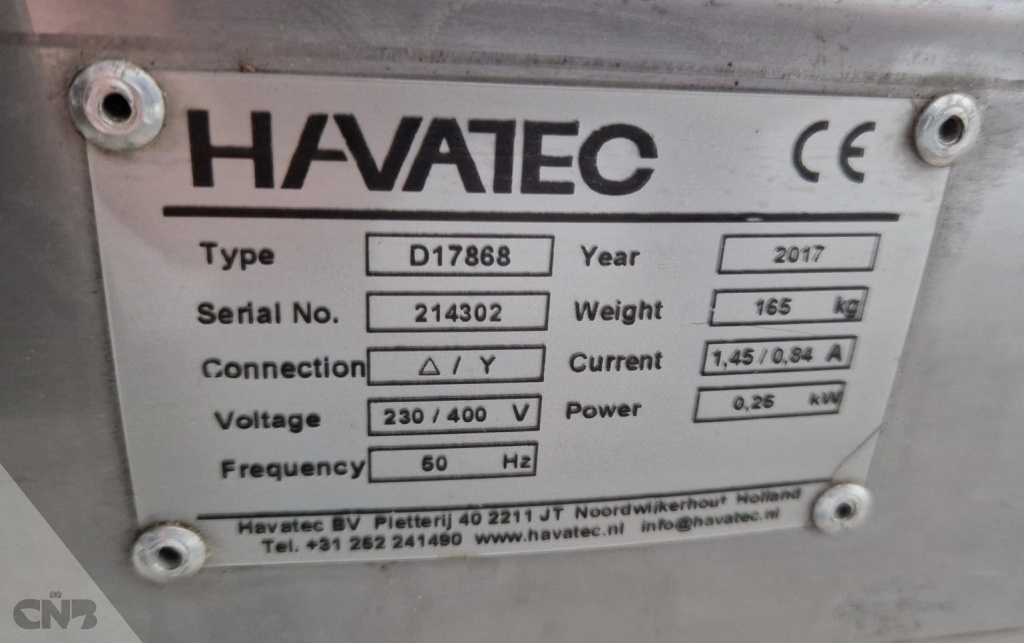 HAVATEC CE
Type D17868 Year 2017
Serial No. 214302 Weight 165 kg
Connection △ / Y Current 1,45 / 0,84 A
Voltage 230 / 400 V Power 0,25 kW
Frequency 50 Hz
Havatec BV Pletterij 40 2211 JT Noordwijkerhout Holland
Tel. +31 252 241490 www.havatec.nl info@havatec.nl
CNB